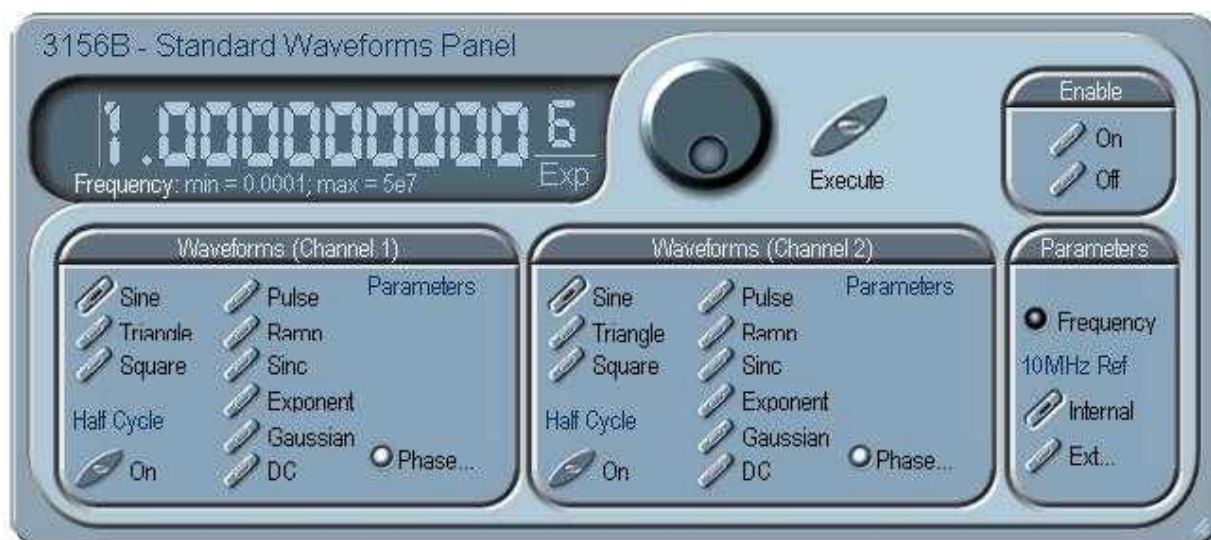 3156B - Standard Waveforms Panel
1.000000000 6
Exp
Frequency: min = 0.0001; max = 5e7
Execute
Enable
On
Off
Waveforms (Channel 1)
Sine
Triangle
Square
Half Cycle
On
Pulse
Ramp
Sinc
Exponent
Gaussian
DC
Parameters
Phase...
Waveforms (Channel 2)
Sine
Triangle
Square
Half Cycle
On
Pulse
Ramp
Sinc
Exponent
Gaussian
DC
Parameters
Phase...
Parameters
Frequency
10MHz Ref
Internal
Ext...